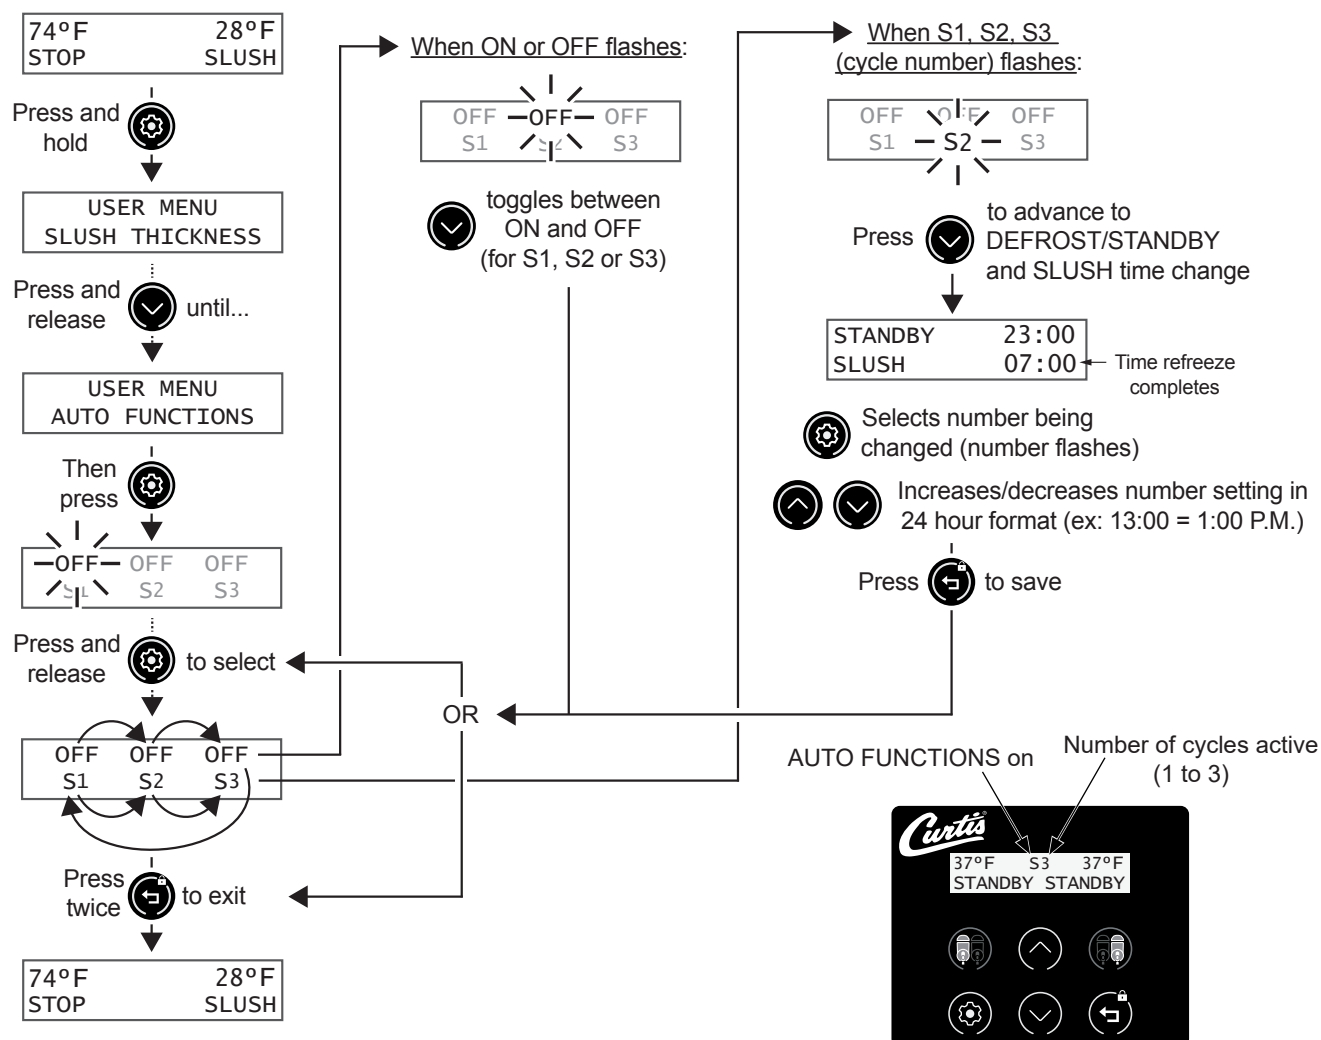 74°F 28°F
STOP SLUSH
Press and
hold
USER MENU
SLUSH THICKNESS
Press and
release
until...
USER MENU
AUTO FUNCTIONS
Then
press
OFF OFF OFF
S1 S2 S3
Press and
release
to select
OFF OFF OFF
S1 S2 S3
Press
twice
to exit
74°F 28°F
STOP SLUSH
When ON or OFF flashes:
OFF OFF OFF
S1 S2 S3
toggles between
ON and OFF
(for S1, S2 or S3)
OR
When S1, S2, S3
(cycle number) flashes:
OFF OFF OFF
S1 S2 S3
Press
to advance to
DEFROST/STANDBY
and SLUSH time change
STANDBY 23:00
SLUSH 07:00
Time refreeze
completes
Selects number being
changed (number flashes)
Increases/decreases number setting in
24 hour format (ex: 13:00 = 1:00 P.M.)
Press
to save
AUTO FUNCTIONS on
Number of cycles active
(1 to 3)
Curtis®
37°F S3 37°F
STANDBY STANDBY